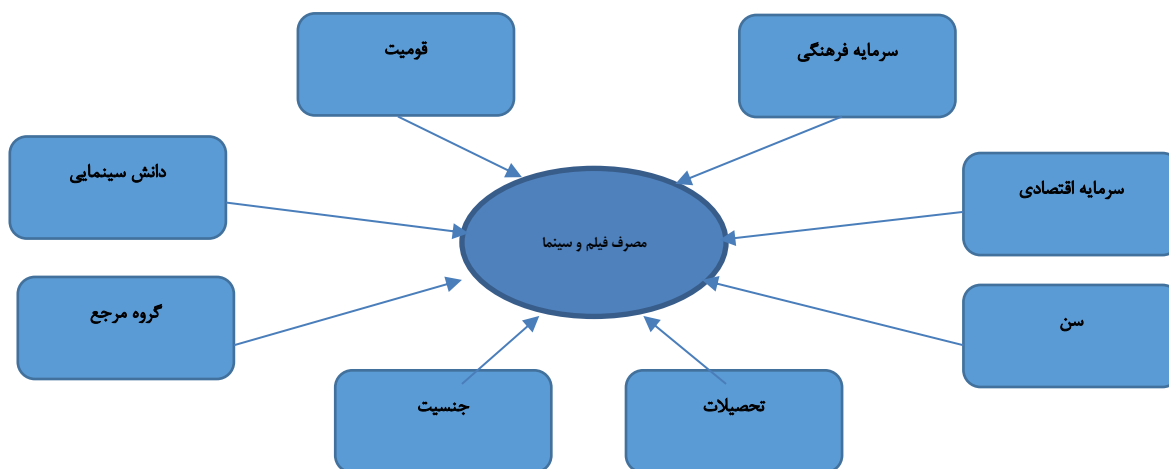 سرمایه فرهنگی
قومیت
سرمایه اقتصادی
دانش سینمایی
مصرف فیلم و سینما
سن
گروه مرجع
تحصیلات
جنسیت